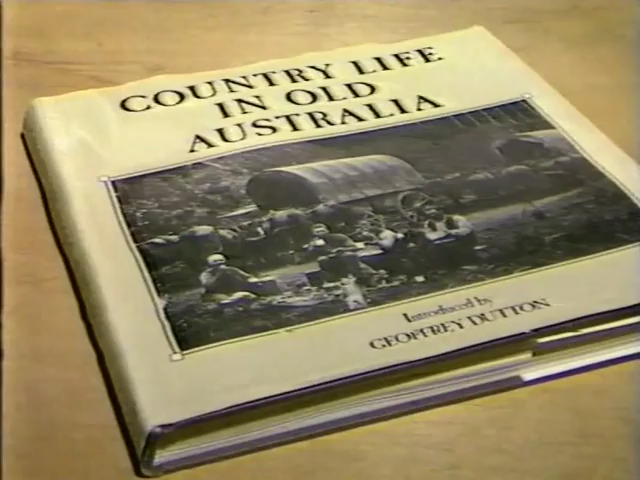 COUNTRY LIFE
IN OLD
AUSTRALIA
Introduced by
GEOFFREY DUTTON